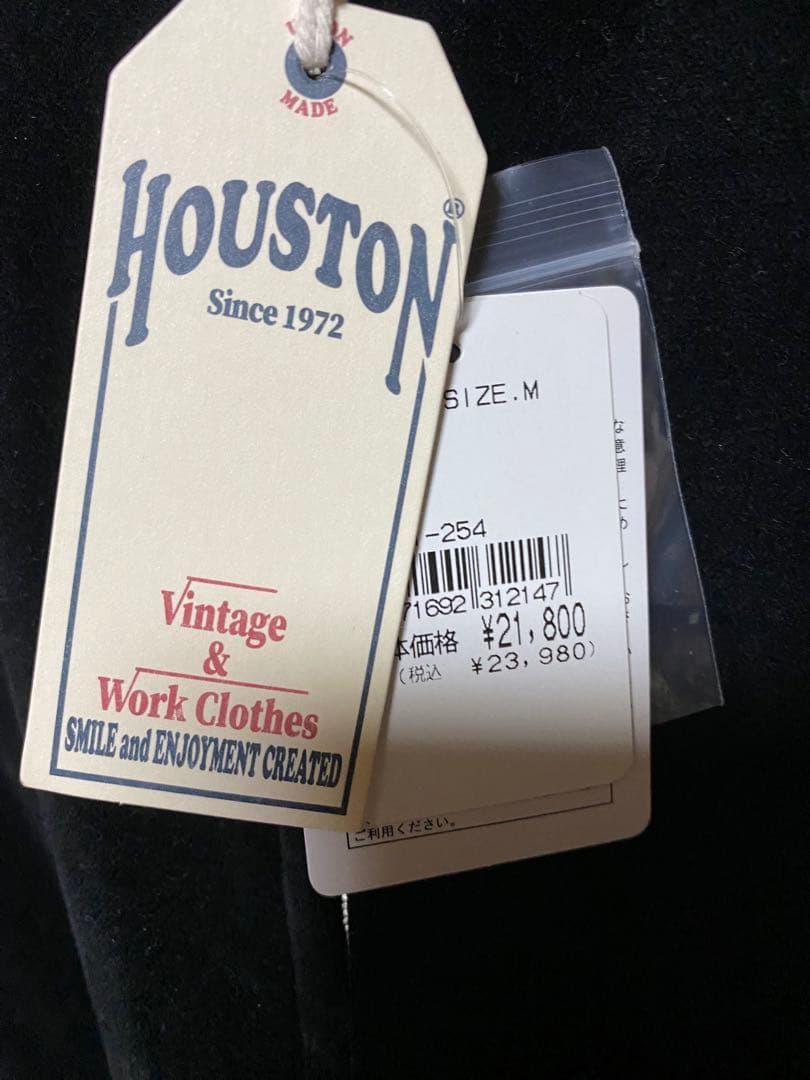 MADE
HOUSTON®
Since 1972
Vintage
&
Work Clothes
SMILE and ENJOYMENT CREATED
SIZE.M
-254
71692 312147
本価格 ¥21,800
(税込 ¥23,980)
ご利用ください。